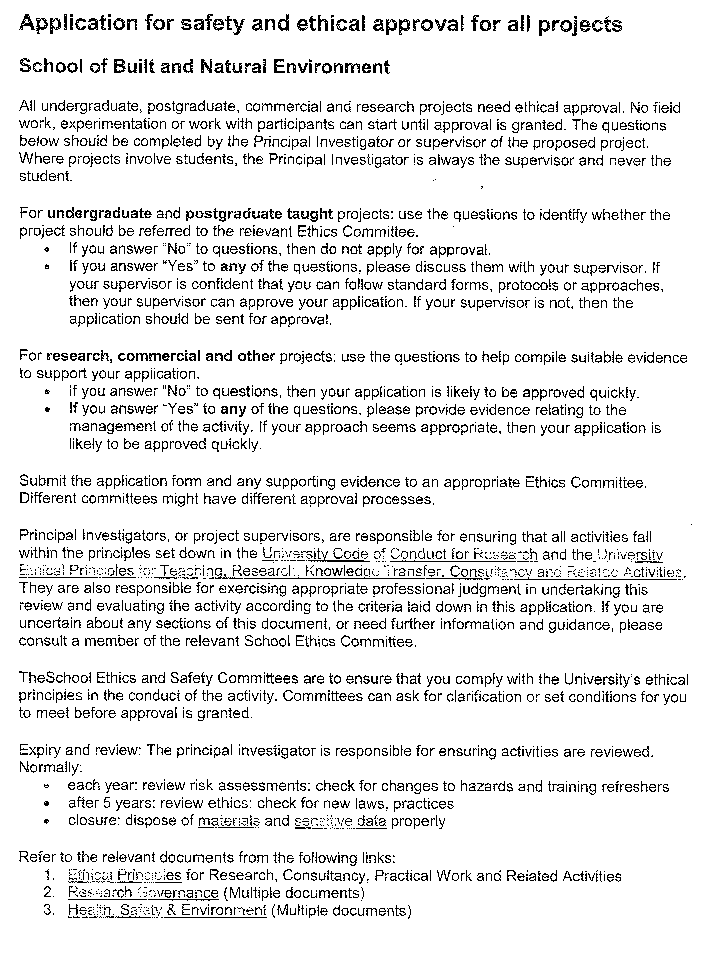 Application for safety and ethical approval for all projects
School of Built and Natural Environment
All undergraduate, postgraduate, commercial and research projects need ethical approval. No field
work, experimentation or work with participants can start until approval is granted. The questions
below should be completed by the Principal Investigator or supervisor of the proposed project.
Where projects involve students, the Principal Investigator is always the supervisor and never the
student.
For undergraduate and postgraduate taught projects: use the questions to identify whether the
project should be referred to the relevant Ethics Committee.
• If you answer "No" to questions, then do not apply for approval.
• If you answer "Yes" to any of the questions, please discuss them with your supervisor. If
your supervisor is confident that you can follow standard forms, protocols or approaches,
then your supervisor can approve your application. If your supervisor is not, then the
application should be sent for approval.
For research, commercial and other projects: use the questions to help compile suitable evidence
to support your application.
• If you answer "No" to questions, then your application is likely to be approved quickly.
• If you answer "Yes" to any of the questions, please provide evidence relating to the
management of the activity. If your approach seems appropriate, then your application is
likely to be approved quickly.
Submit the application form and any supporting evidence to an appropriate Ethics Committee.
Different committees might have different approval processes.
Principal Investigators, or project supervisors, are responsible for ensuring that all activities fall
within the principles set down in the University Code of Conduct for Research and the University
Ethical Principles for Teaching, Research, Knowledge Transfer, Consultancy and Related Activities.
They are also responsible for exercising appropriate professional judgment in undertaking this
review and evaluating the activity according to the criteria laid down in this application. If you are
uncertain about any sections of this document, or need further information and guidance, please
consult a member of the relevant School Ethics Committee.
TheSchool Ethics and Safety Committees are to ensure that you comply with the University's ethical
principles in the conduct of the activity. Committees can ask for clarification or set conditions for you
to meet before approval is granted.
Expiry and review: The principal investigator is responsible for ensuring activities are reviewed.
Normally:
• each year: review risk assessments: check for changes to hazards and training refreshers
• after 5 years: review ethics: check for new laws, practices
• closure: dispose of materials and sensitive data properly
Refer to the relevant documents from the following links:
1. Ethical Principles for Research, Consultancy, Practical Work and Related Activities
2. Research Governance (Multiple documents)
3. Health, Safety & Environment (Multiple documents)